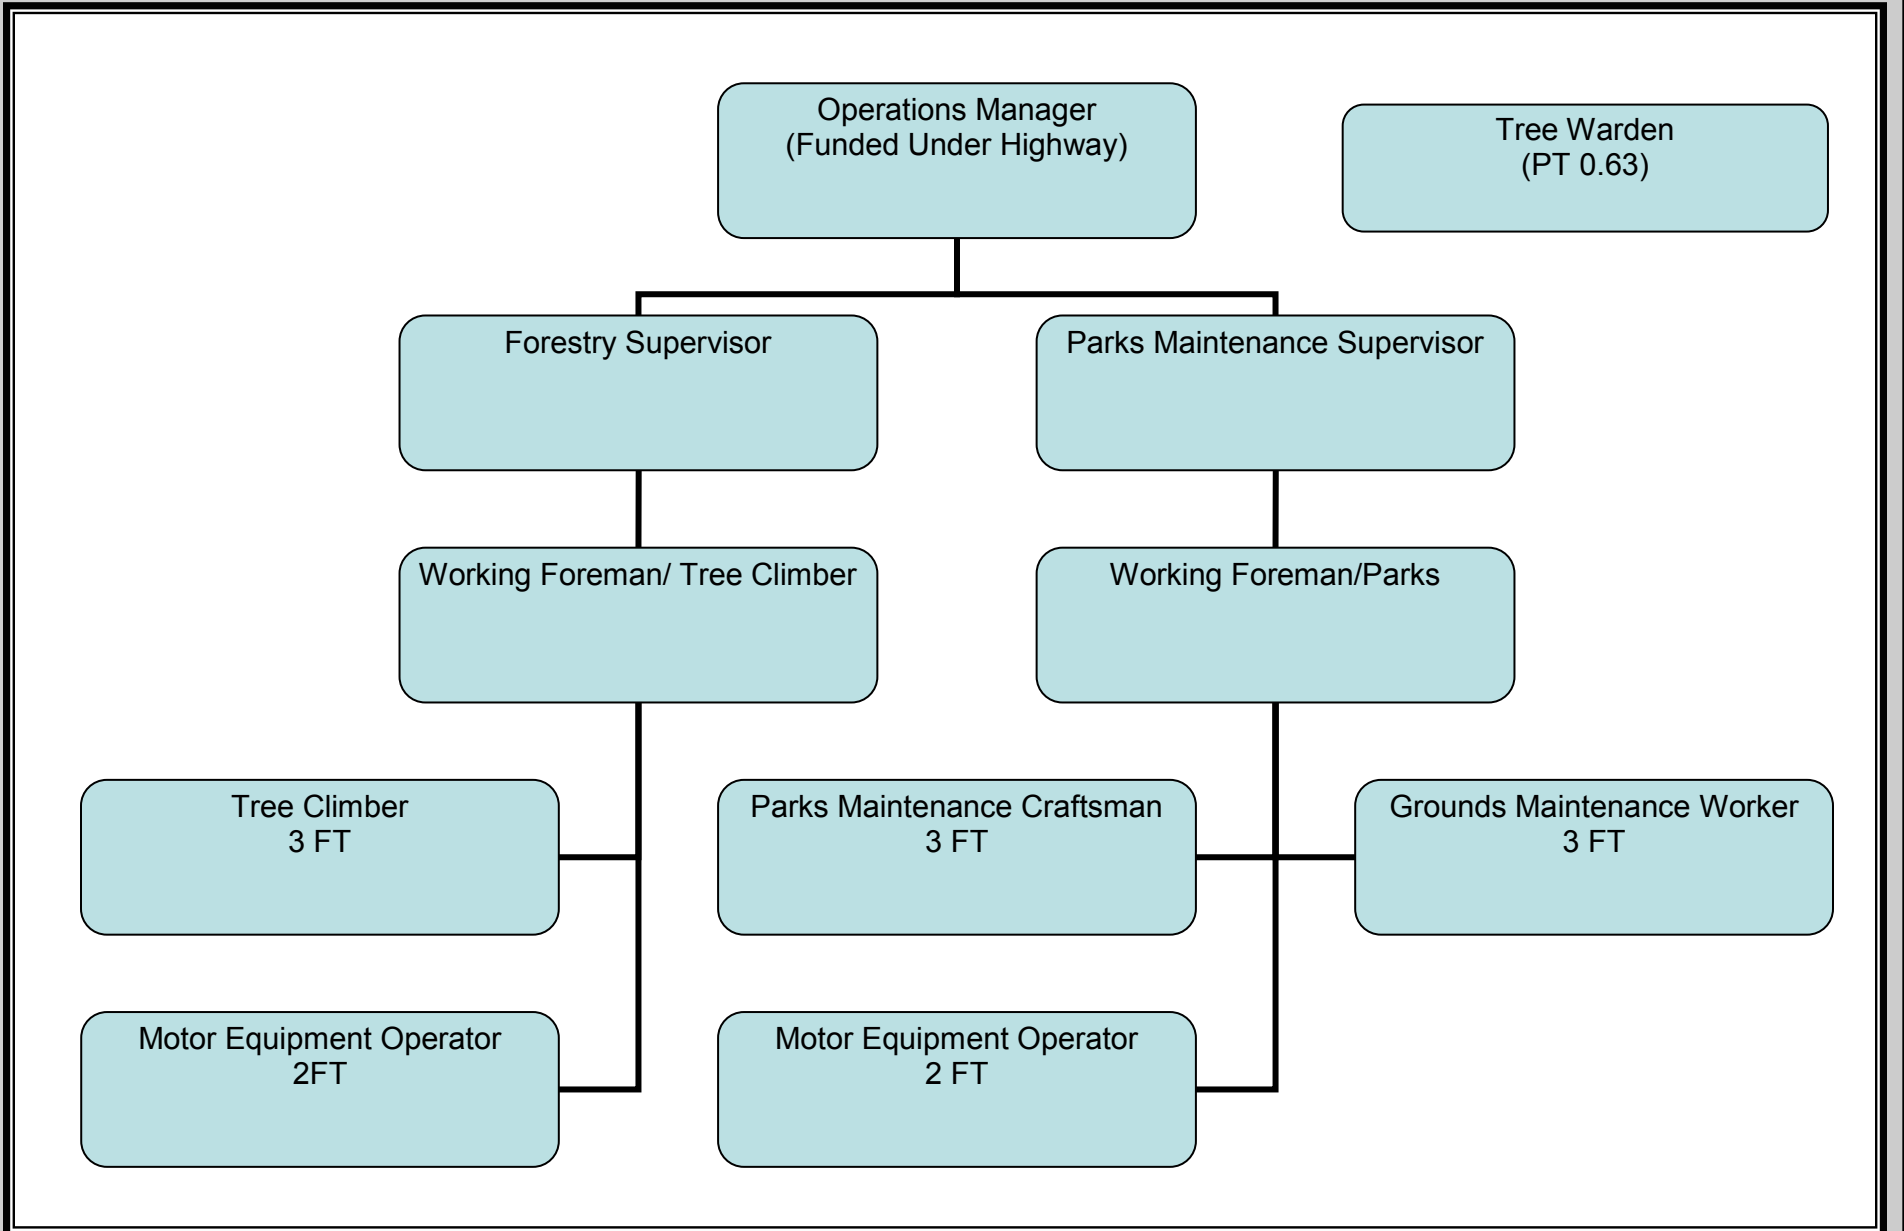 Operations Manager
(Funded Under Highway)
Tree Warden
(PT 0.63)
Forestry Supervisor
Parks Maintenance Supervisor
Working Foreman/ Tree Climber
Working Foreman/Parks
Tree Climber
3 FT
Parks Maintenance Craftsman
3 FT
Grounds Maintenance Worker
3 FT
Motor Equipment Operator
2FT
Motor Equipment Operator
2 FT